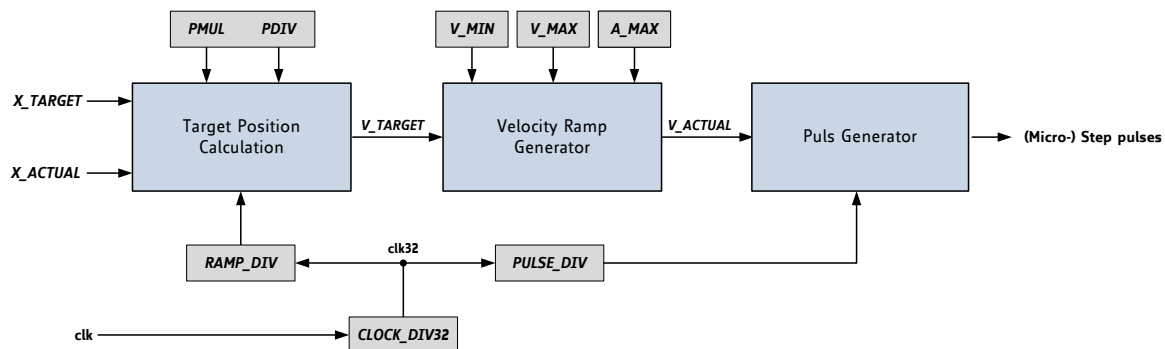 PMUL PDIV
V_MIN
V_MAX
A_MAX
X_TARGET
X_ACTUAL
Target Position
Calculation
V_TARGET
Velocity Ramp
Generator
V_ACTUAL
Puls Generator
(Micro-) Step pulses
RAMP_DIV
clk32
PULSE_DIV
clk
CLOCK_DIV32